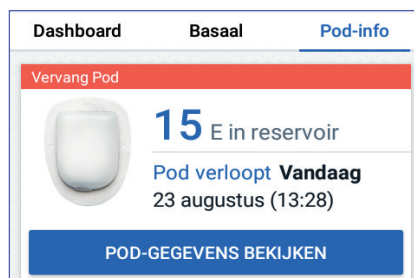 Dashboard Basaal Pod-info
Vervang Pod
15 E in reservoir
Pod verloopt Vandaag
23 augustus (13:28)
POD-GEGEVENS BEKIJKEN